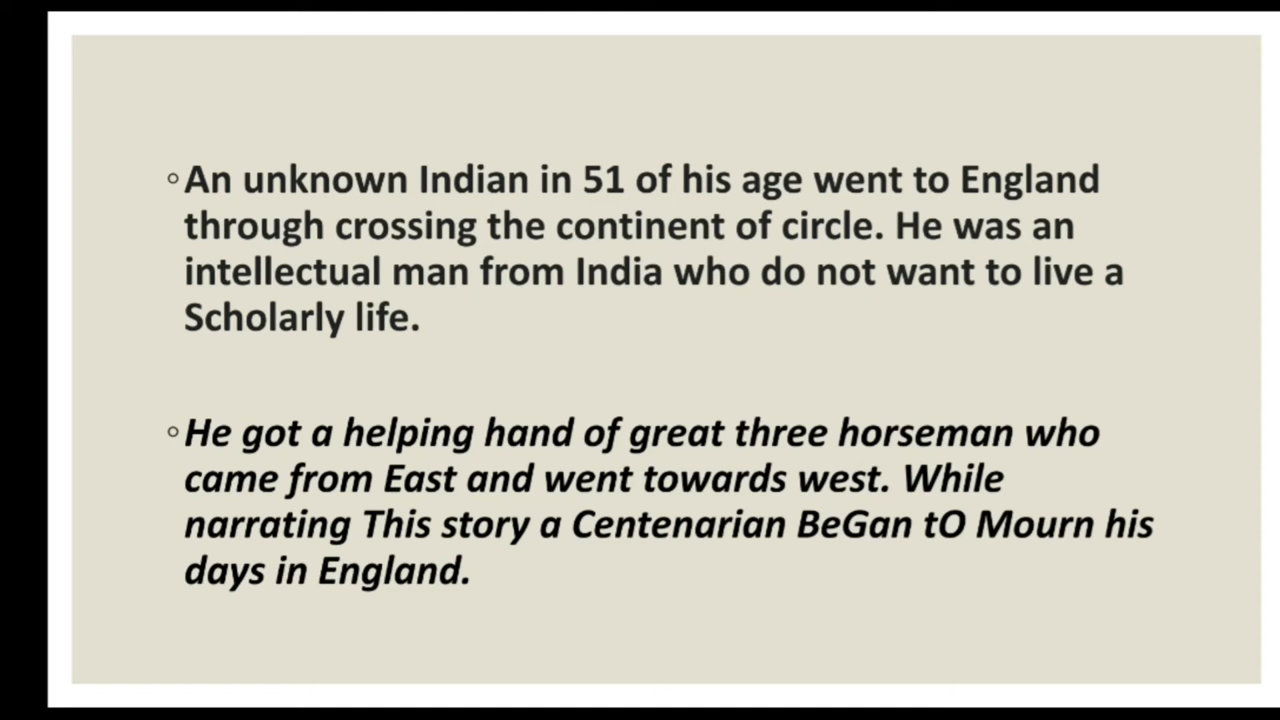 An unknown Indian in 51 of his age went to England
through crossing the continent of circle. He was an
intellectual man from India who do not want to live a
Scholarly life.
He got a helping hand of great three horseman who
came from East and went towards west. While
narrating This story a Centenarian BeGan tO Mourn his
days in England.